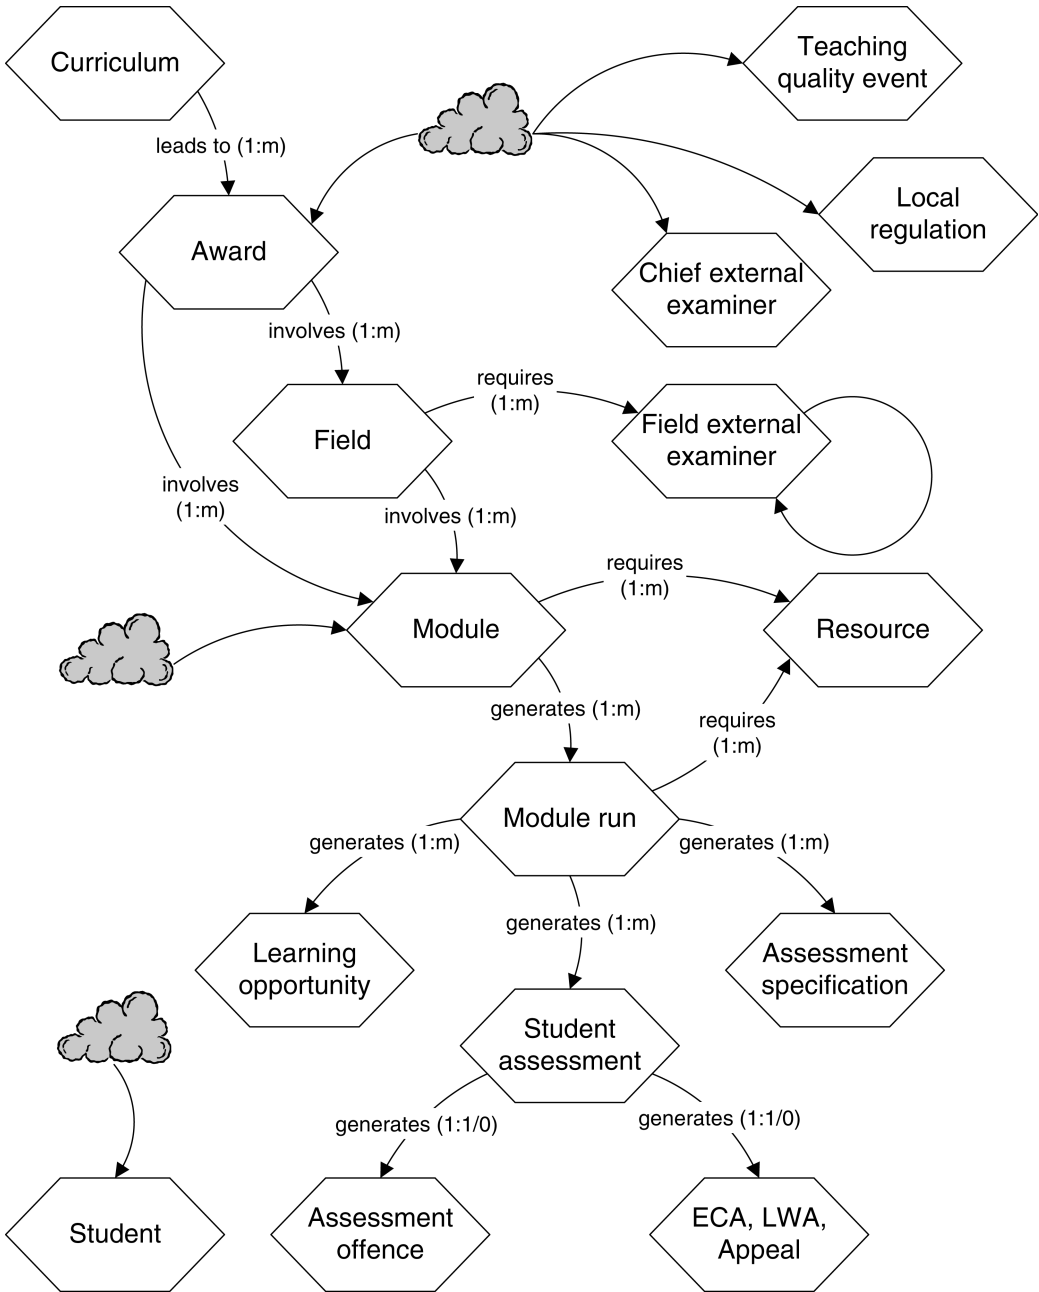 Curriculum
Teaching
quality event
leads to (1:m)
Local
regulation
Award
Chief external
examiner
involves (1:m)
requires
(1:m)
Field
Field external
examiner
involves
(1:m)
involves (1:m)
requires
(1:m)
Module
Resource
generates (1:m)
requires
(1:m)
Module run
generates (1:m)
generates (1:m)
generates (1:m)
Learning
opportunity
Assessment
specification
Student
assessment
generates (1:1/0)
generates (1:1/0)
Student
Assessment
offence
ECA, LWA,
Appeal